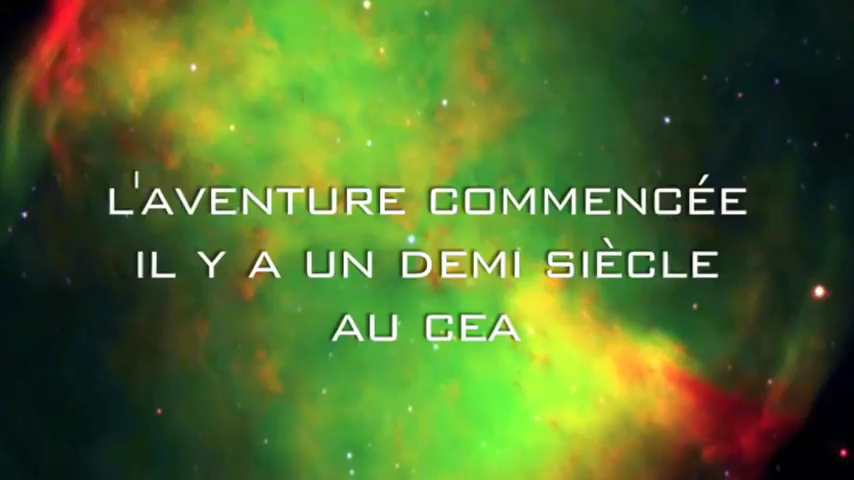 L'AVENTURE COMMENCÉE
IL Y A UN DEMI SIÈCLE
AU CEA